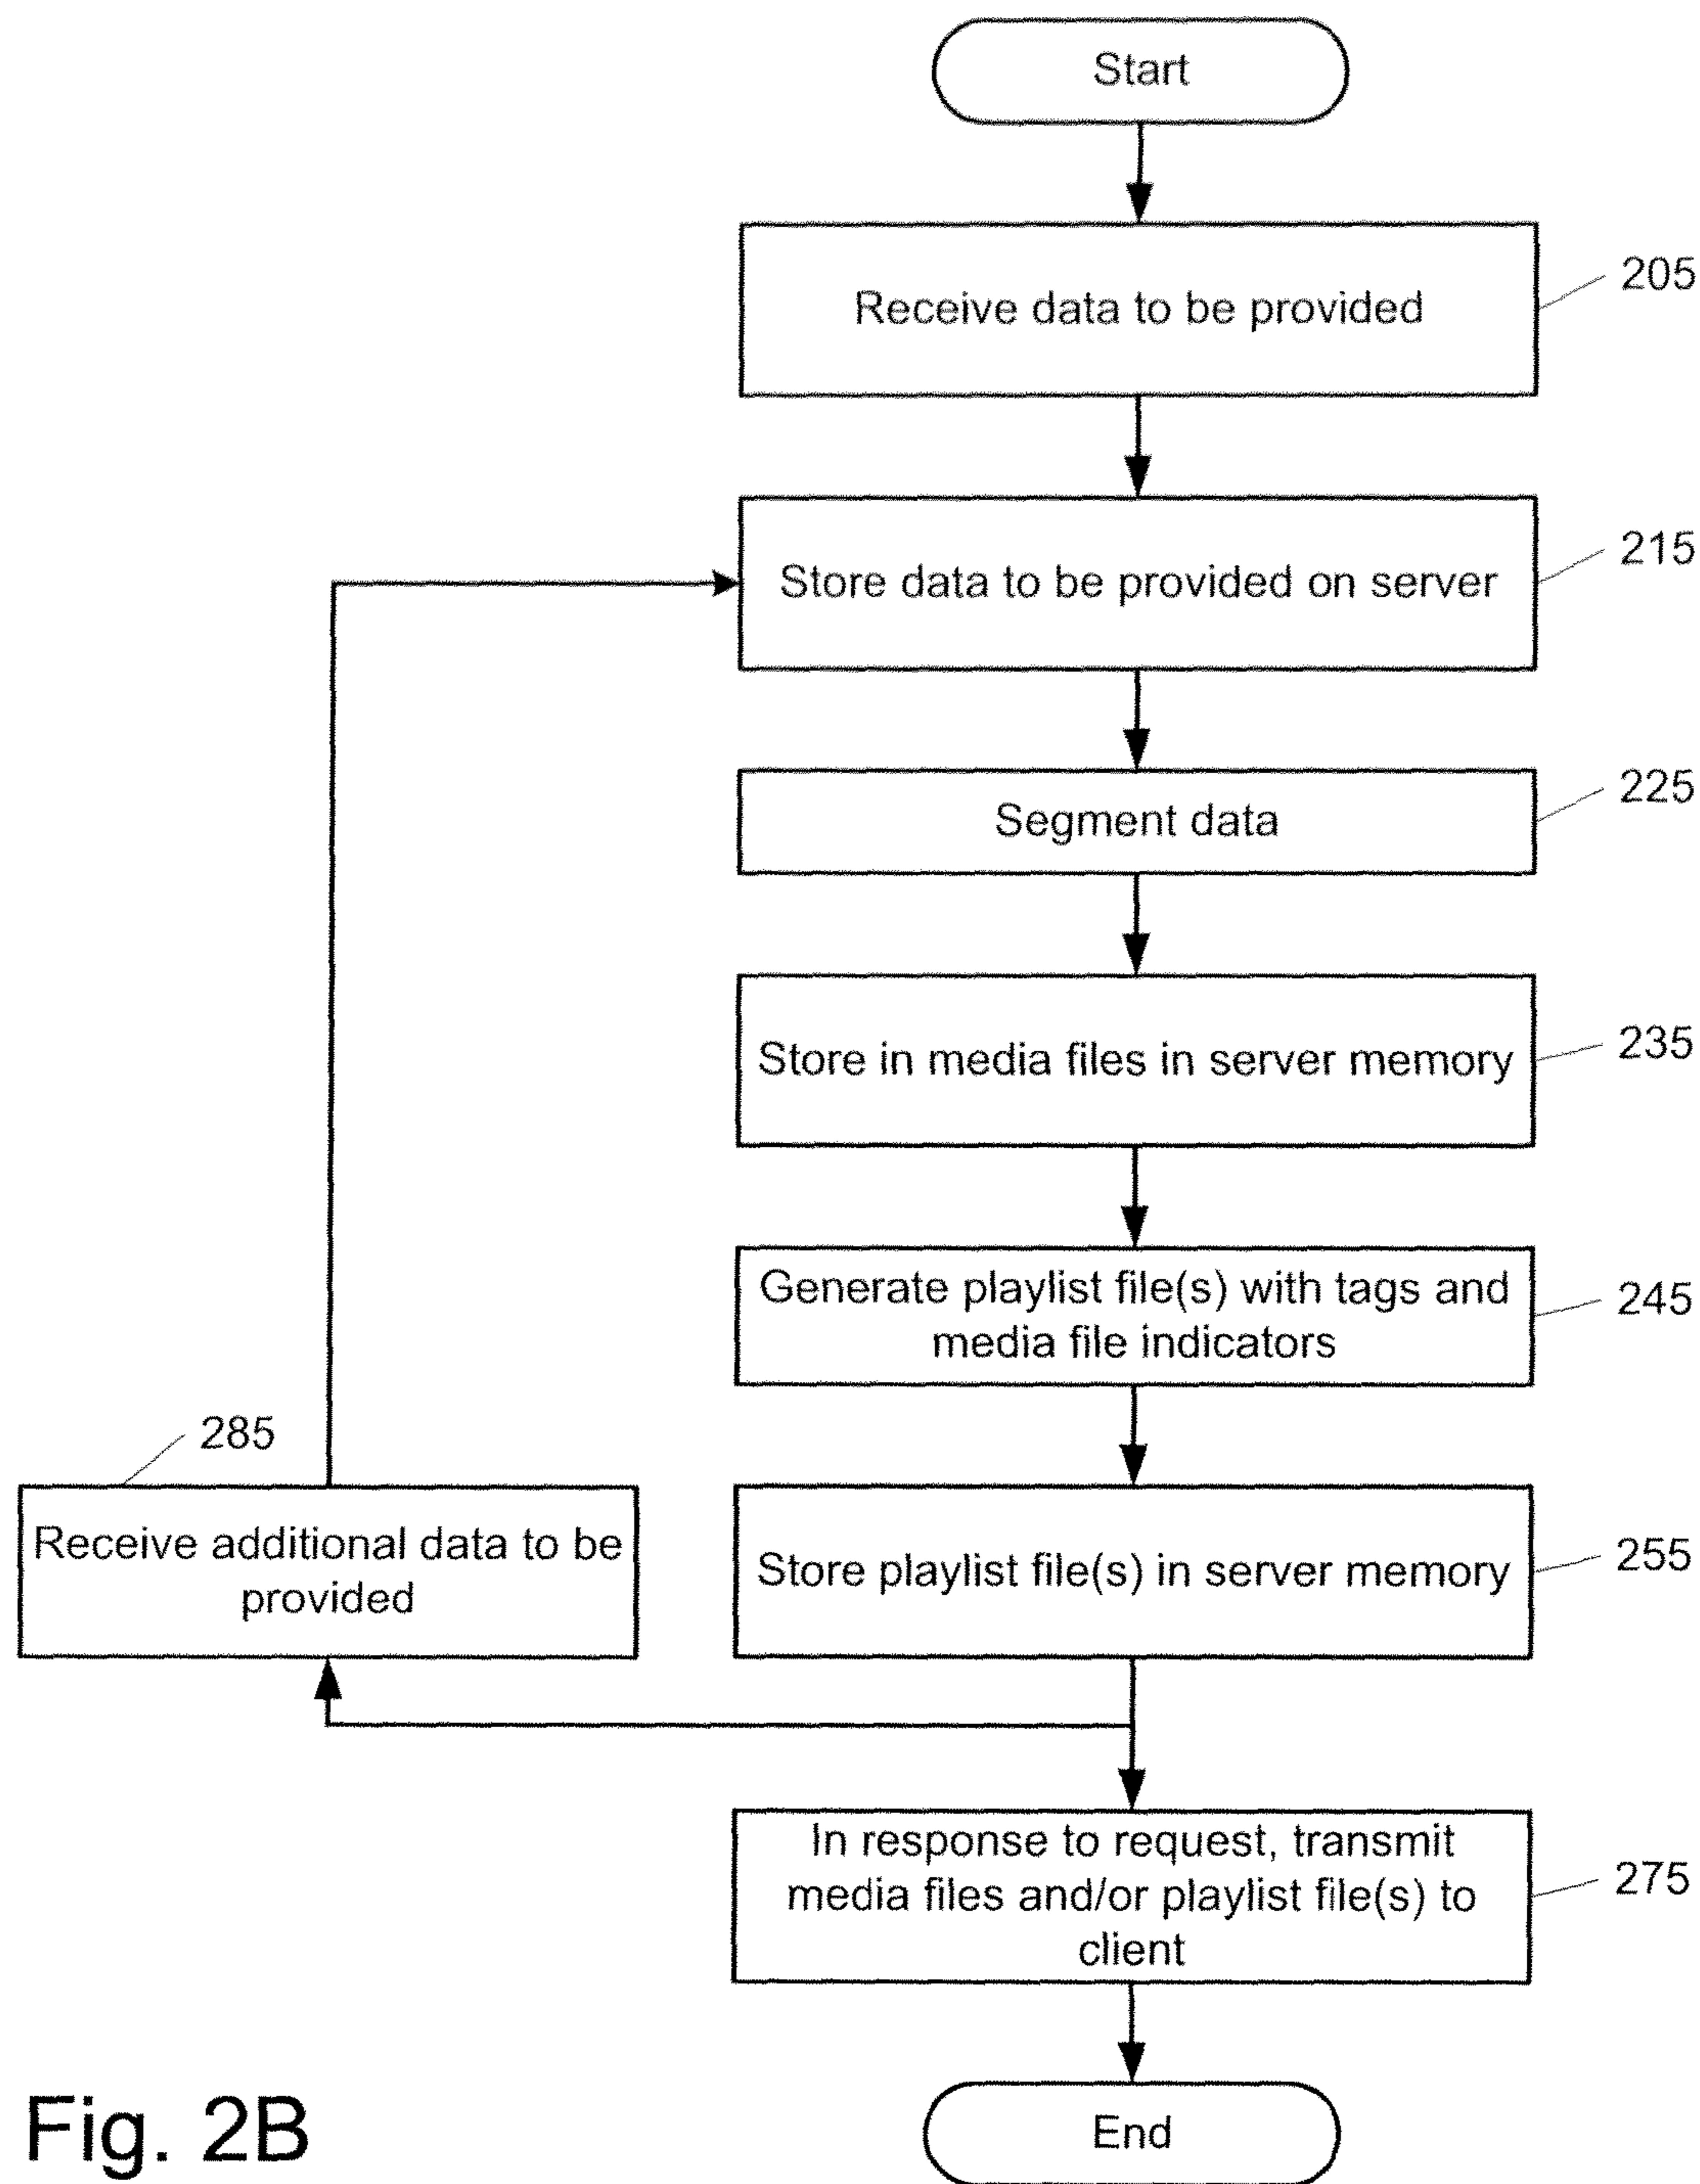 Start
Receive data to be provided
205
Store data to be provided on server
215
Segment data
225
Store in media files in server memory
235
Generate playlist file(s) with tags and
media file indicators
245
285
Receive additional data to be
provided
Store playlist file(s) in server memory
255
In response to request, transmit
media files and/or playlist file(s) to
client
275
End
Fig. 2B